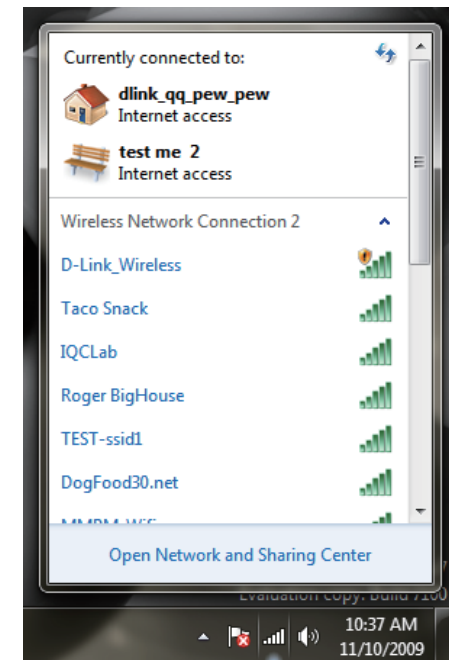 Currently connected to:
dlink_qq_pew_pew
Internet access
test me 2
Internet access
Wireless Network Connection 2
D-Link_Wireless
Taco Snack
IQCLab
Roger BigHouse
TEST-ssid1
DogFood30.net
Open Network and Sharing Center
Evaluation copy. Build 7100
10:37 AM
11/10/2009